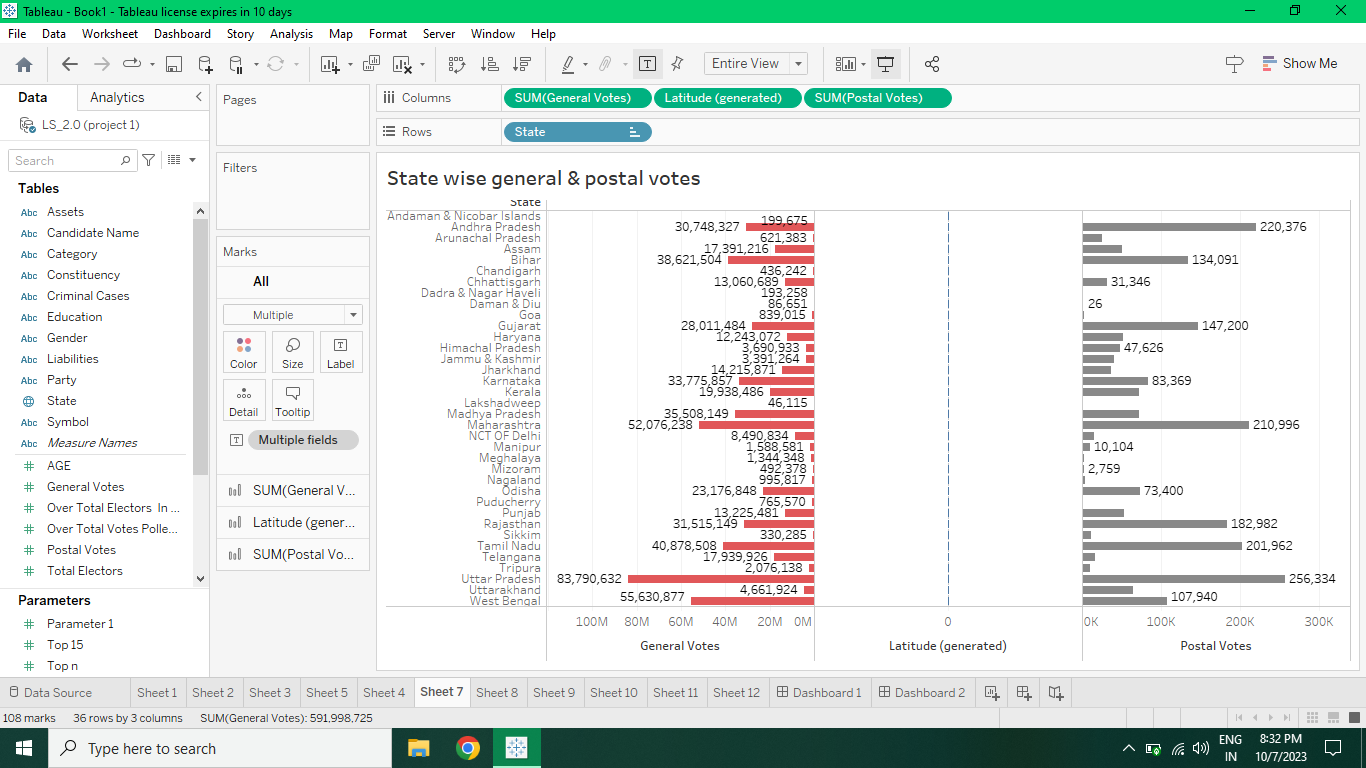 Tableau - Book1 - Tableau license expires in 10 days
File Data Worksheet Dashboard Story Analysis Map Format Server Window Help
Entire View
Show Me
Data Analytics
LS_2.0 (project 1)
Search
Tables
Abc Assets
Abc Candidate Name
Abc Category
Abc Constituency
Abc Criminal Cases
Abc Education
Abc Gender
Abc Liabilities
Abc Party
State
Abc Symbol
Abc Measure Names
# AGE
# General Votes
# Over Total Electors In ...
# Over Total Votes Polle...
# Postal Votes
# Total Electors
Parameters
# Parameter 1
# Top 15
# Top n
Pages
Filters
Marks
All
Multiple
Color Size Label
Detail Tooltip
Multiple fields
SUM(General V...
Latitude (gener...
SUM(Postal Vo...
Columns SUM(General Votes) Latitude (generated) SUM(Postal Votes)
Rows State
State wise general & postal votes
State
Andaman & Nicobar Islands 199,675
Andhra Pradesh 30,748,327 220,376
Arunachal Pradesh 621,383
Assam 17,391,216
Bihar 38,621,504 134,091
Chandigarh 436,242
Chhattisgarh 13,060,689 31,346
Dadra & Nagar Haveli 193,258
Daman & Diu 86,651 26
Goa 839,015
Gujarat 28,011,484 147,200
Haryana 12,243,072
Himachal Pradesh 3,690,933 47,626
Jammu & Kashmir 3,391,264
Jharkhand 14,215,871
Karnataka 33,775,857 83,369
Kerala 19,938,486
Lakshadweep 46,115
Madhya Pradesh 35,508,149
Maharashtra 52,076,238 210,996
NCT OF Delhi 8,490,834
Manipur 1,588,581 10,104
Meghalaya 1,344,348
Mizoram 492,378 2,759
Nagaland 995,817
Odisha 23,176,848 73,400
Puducherry 765,570
Punjab 13,225,481
Rajasthan 31,515,149 182,982
Sikkim 330,285
Tamil Nadu 40,878,508 201,962
Telangana 17,939,926
Tripura 2,076,138
Uttar Pradesh 83,790,632 256,334
Uttarakhand 4,661,924
West Bengal 55,630,877 107,940
100M 80M 60M 40M 20M 0M 0 0K 100K 200K 300K
General Votes Latitude (generated) Postal Votes
Data Source Sheet 1 Sheet 2 Sheet 3 Sheet 5 Sheet 4 Sheet 7 Sheet 8 Sheet 9 Sheet 10 Sheet 11 Sheet 12 Dashboard 1 Dashboard 2
108 marks 36 rows by 3 columns SUM(General Votes): 591,998,725
Type here to search
ENG 8:32 PM
IN 10/7/2023